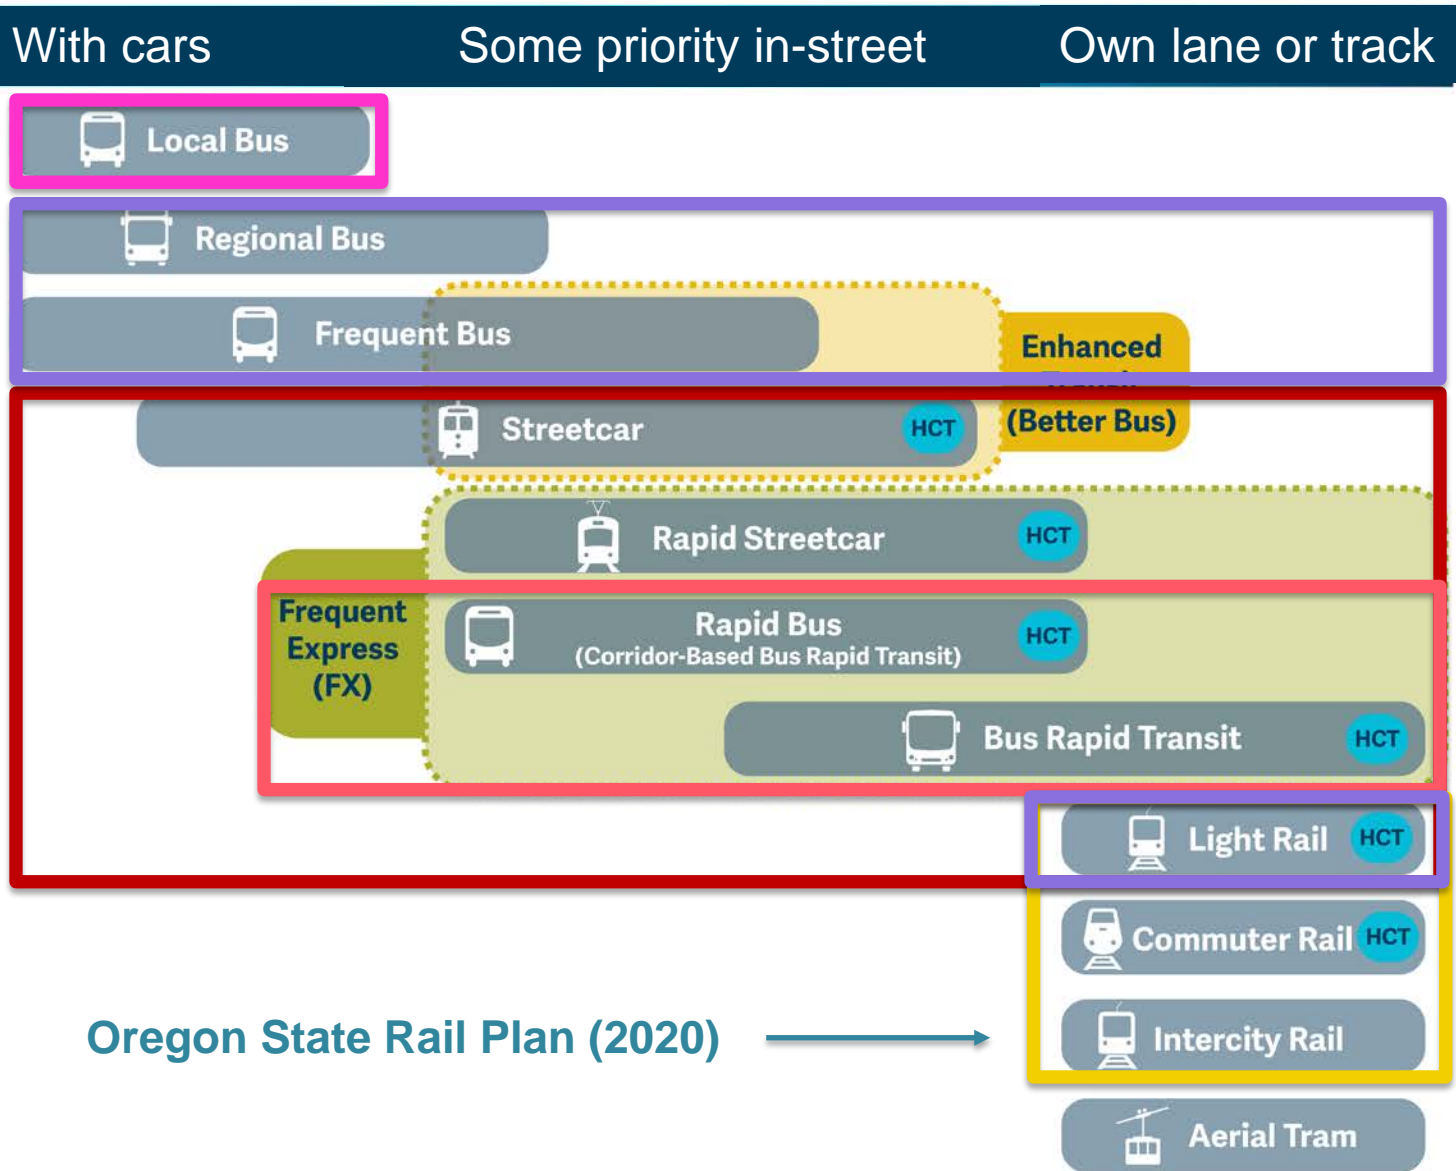 With cars
Some priority in-street
Own lane or track
Local Bus
Regional Bus
Frequent Bus
Enhanced
(Better Bus)
Streetcar
HCT
Rapid Streetcar
HCT
Frequent
Express
(FX)
Rapid Bus
(Corridor-Based Bus Rapid Transit)
HCT
Bus Rapid Transit
HCT
Light Rail
HCT
Commuter Rail
HCT
Oregon State Rail Plan (2020)
Intercity Rail
Aerial Tram